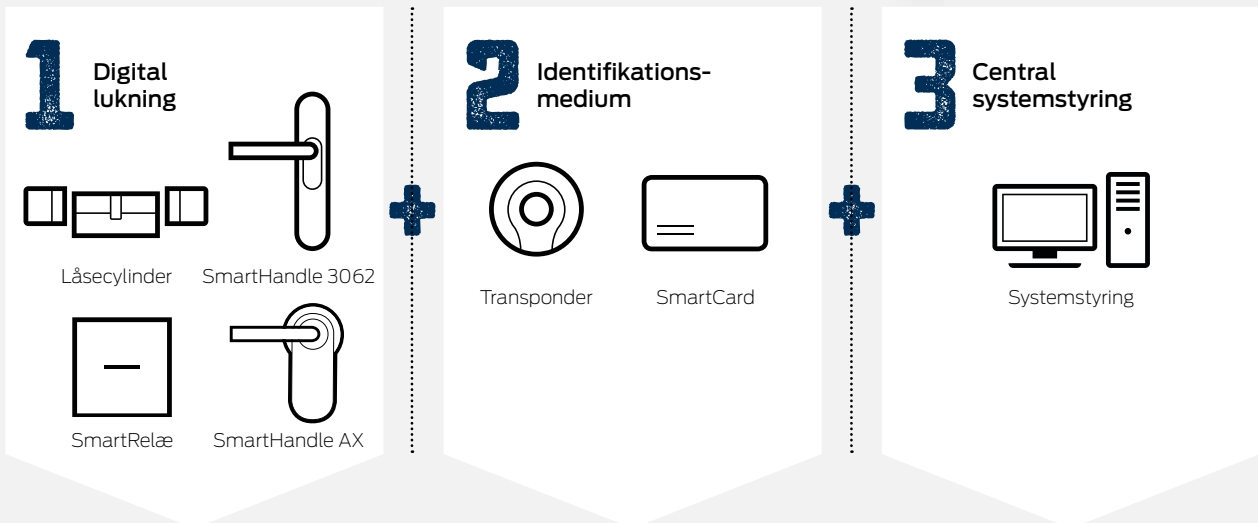 1
Digital
lukning
Låsecylinder
SmartHandle 3062
SmartRelæ
SmartHandle AX
+
2
Identifikations-
medium
Transponder
SmartCard
+
3
Central
systemstyring
Systemstyring